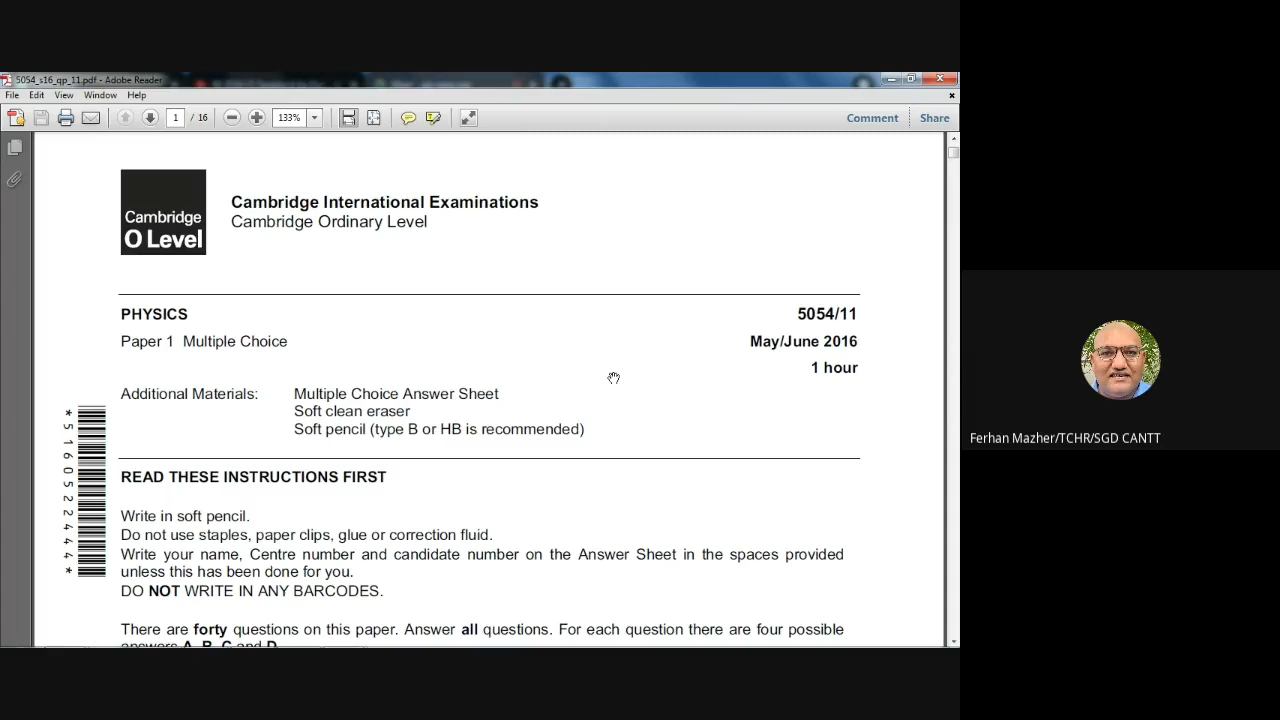 5054_s16_qp_11.pdf - Adobe Reader
File Edit View Window Help
1 / 16 133% Comment Share
Cambridge
O Level
Cambridge International Examinations
Cambridge Ordinary Level
PHYSICS 5054/11
Paper 1 Multiple Choice May/June 2016
1 hour
Additional Materials: Multiple Choice Answer Sheet
Soft clean eraser
Soft pencil (type B or HB is recommended)
*5160522444*
READ THESE INSTRUCTIONS FIRST
Write in soft pencil.
Do not use staples, paper clips, glue or correction fluid.
Write your name, Centre number and candidate number on the Answer Sheet in the spaces provided
unless this has been done for you.
DO NOT WRITE IN ANY BARCODES.
There are forty questions on this paper. Answer all questions. For each question there are four possible
answers A, B, C and D.
Ferhan Mazher/TCHR/SGD CANTT